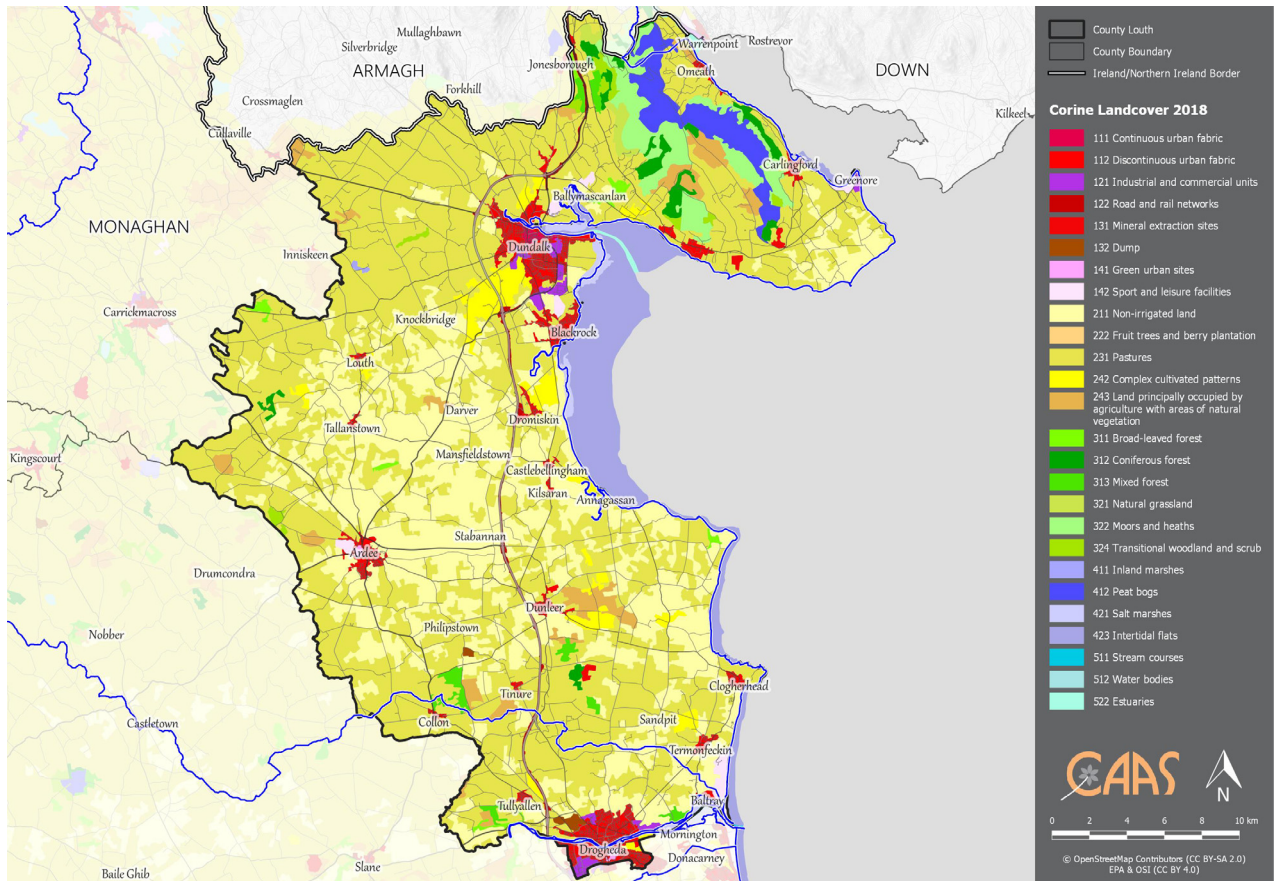 Mullaghbawn
Silverbridge
ARMAGH
Jonesborough
Warrenpoint
Rostrevor
Omeath
DOWN
Forkhill
Crossmaglen
Cullaville
Kilkeel
Carlingford
Greenore
Ballymascanlan
MONAGHAN
Dundalk
Inniskeen
Carrickmacross
Knockbridge
Blackrock
Louth
Darver
Dromiskin
Tallanstown
Kingscourt
Mansfieldstown
Castlebellingham
Kilsaran
Annagassan
Stabannan
Ardee
Drumcondra
Dunleer
Nobber
Philipstown
Clogherhead
Tinure
Castletown
Collon
Sandpit
Termonfeckin
Tullyallen
Baltray
Mornington
Drogheda
Donacarney
Slane
Baile Ghib
County Louth
County Boundary
Ireland/Northern Ireland Border
Corine Landcover 2018
111 Continuous urban fabric
112 Discontinuous urban fabric
121 Industrial and commercial units
122 Road and rail networks
131 Mineral extraction sites
132 Dump
141 Green urban sites
142 Sport and leisure facilities
211 Non-irrigated land
222 Fruit trees and berry plantation
231 Pastures
242 Complex cultivated patterns
243 Land principally occupied by
agriculture with areas of natural
vegetation
311 Broad-leaved forest
312 Coniferous forest
313 Mixed forest
321 Natural grassland
322 Moors and heaths
324 Transitional woodland and scrub
411 Inland marshes
412 Peat bogs
421 Salt marshes
423 Intertidal flats
511 Stream courses
512 Water bodies
522 Estuaries
CAAS
N
0 2 4 6 8 10 km
© OpenStreetMap Contributors (CC BY-SA 2.0)
EPA & OSI (CC BY 4.0)